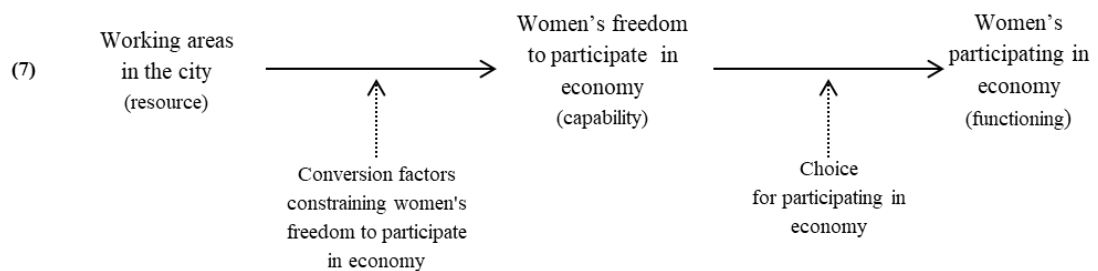 (7)
Working areas
in the city
(resource)
Women’s freedom
to participate in
economy
(capability)
Women’s
participating in
economy
(functioning)
Conversion factors
constraining women's
freedom to participate
in economy
Choice
for participating in
economy